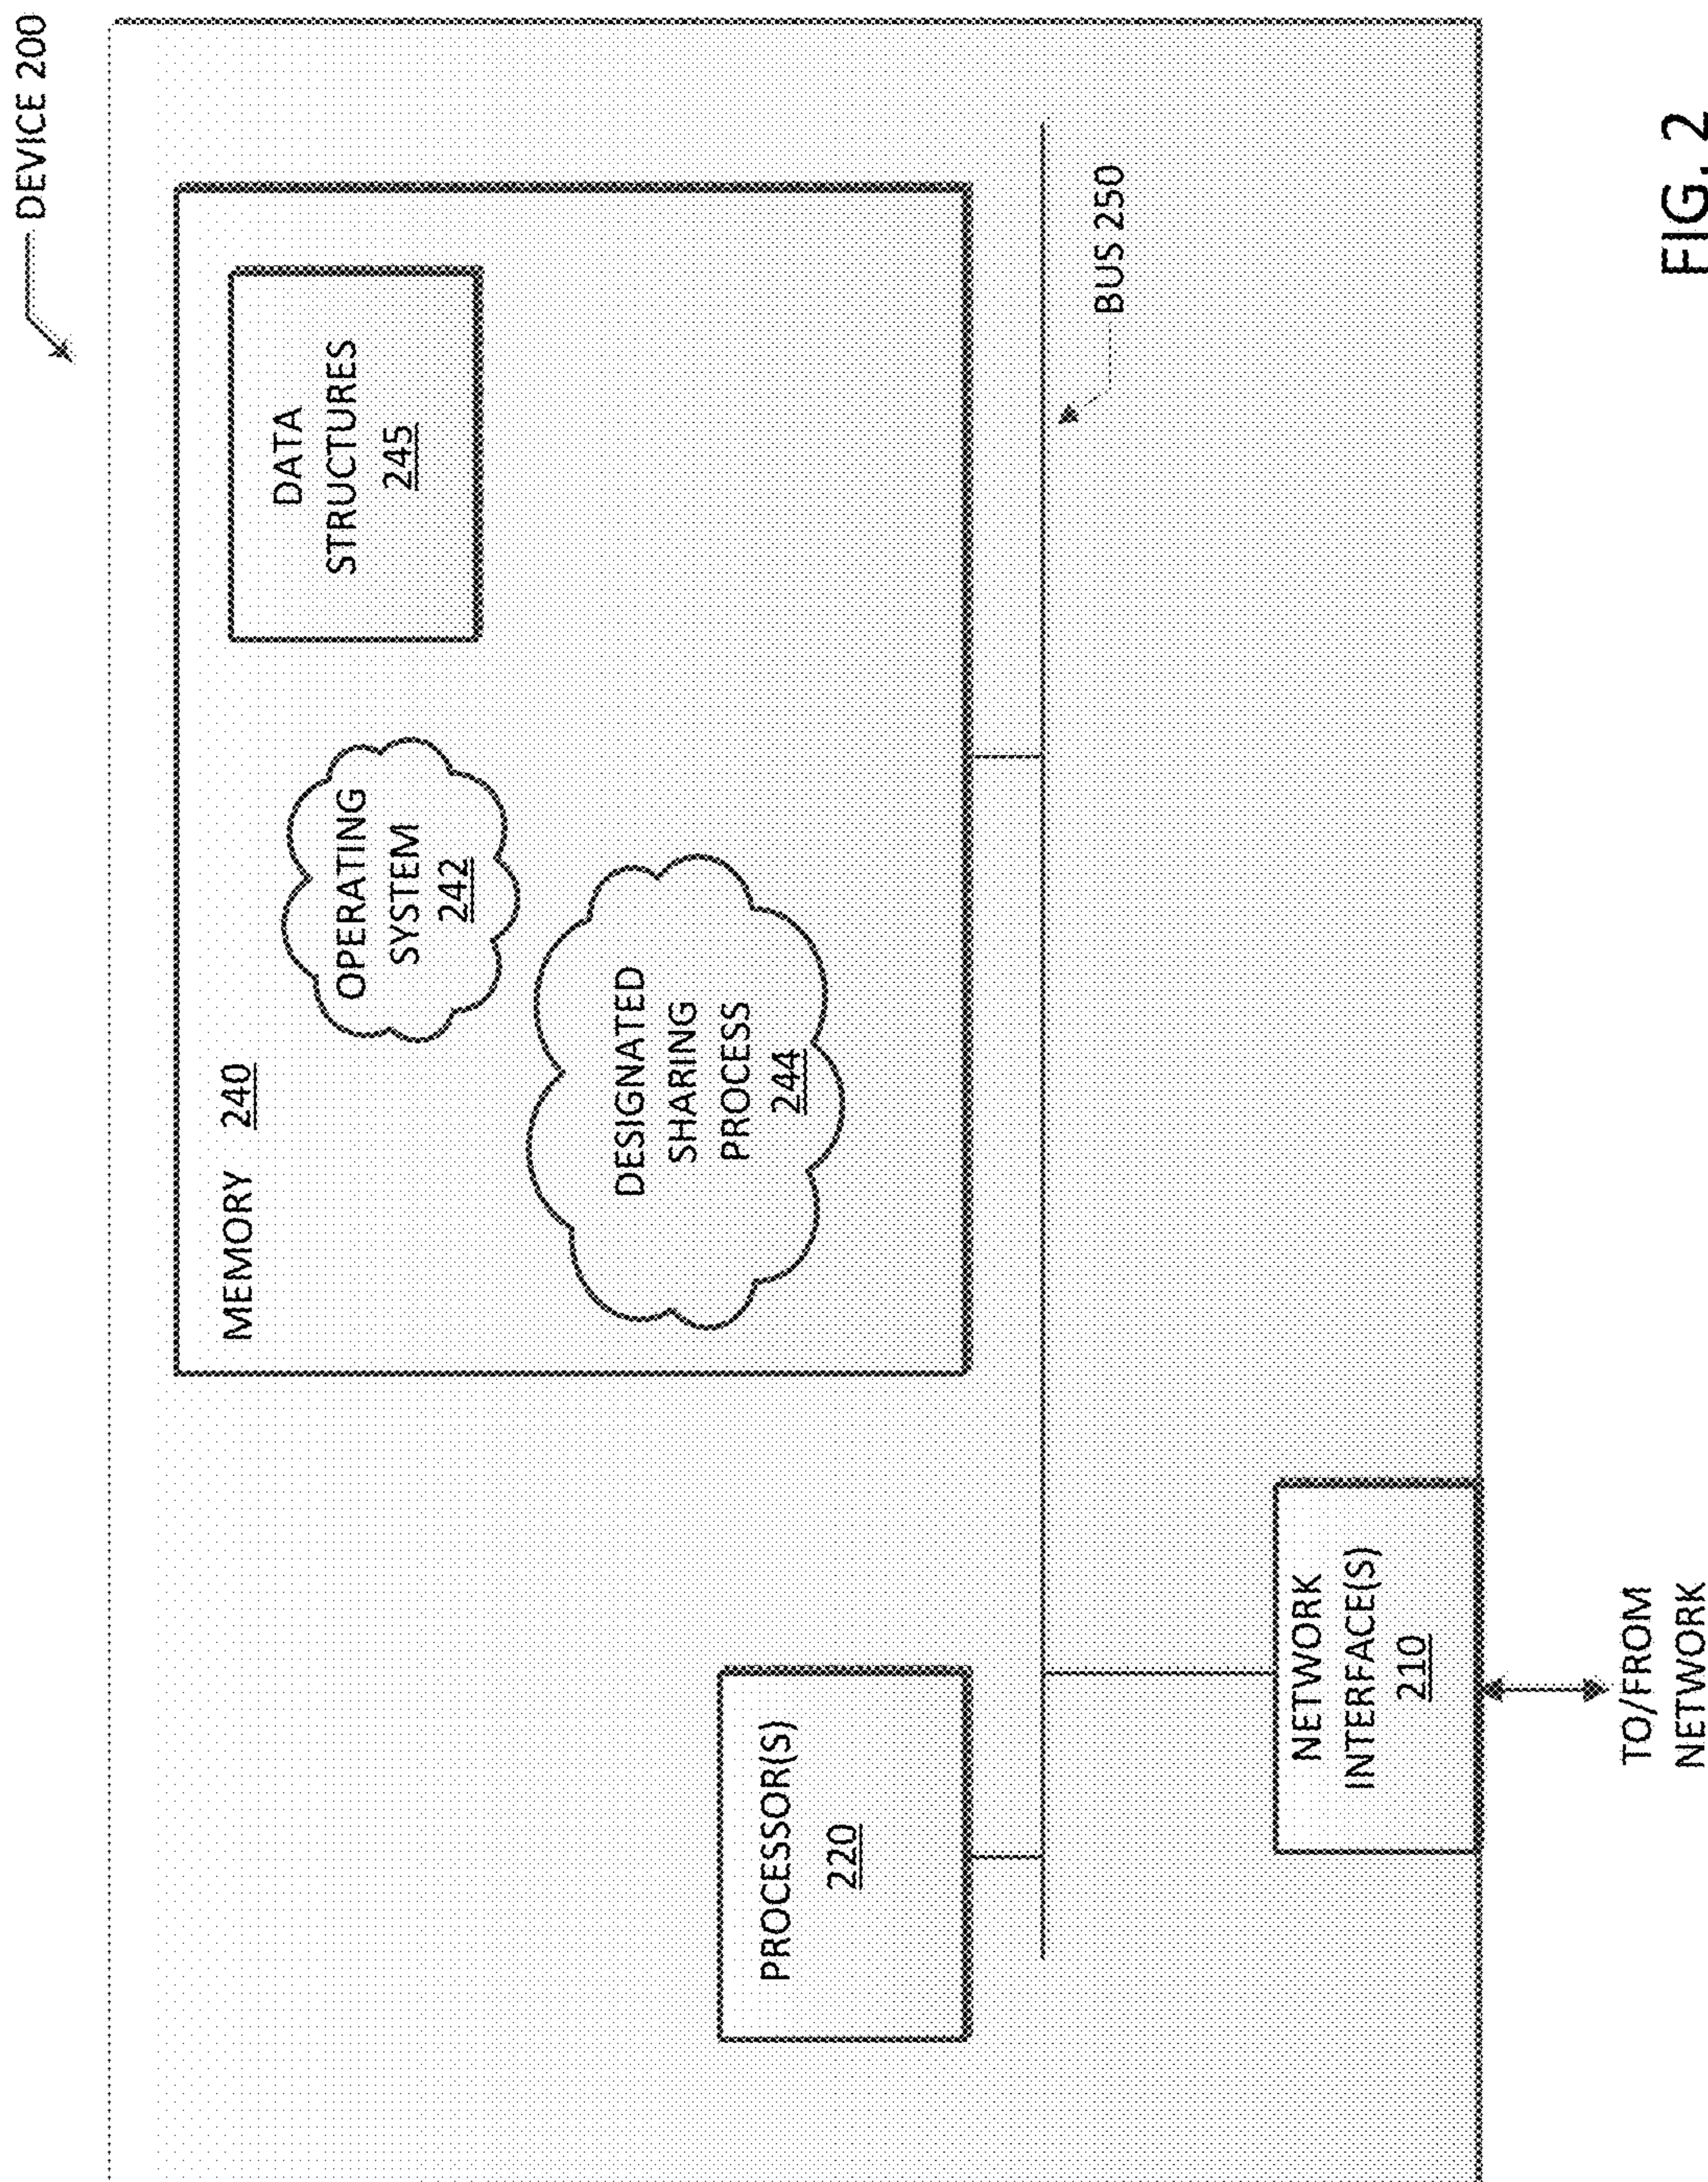 DEVICE 200
MEMORY 240
OPERATING
SYSTEM
242
DATA
STRUCTURES
245
DESIGNATED
SHARING
PROCESS
244
PROCESSOR(S)
220
BUS 250
NETWORK
INTERFACE(S)
210
TO/FROM
NETWORK
FIG. 2